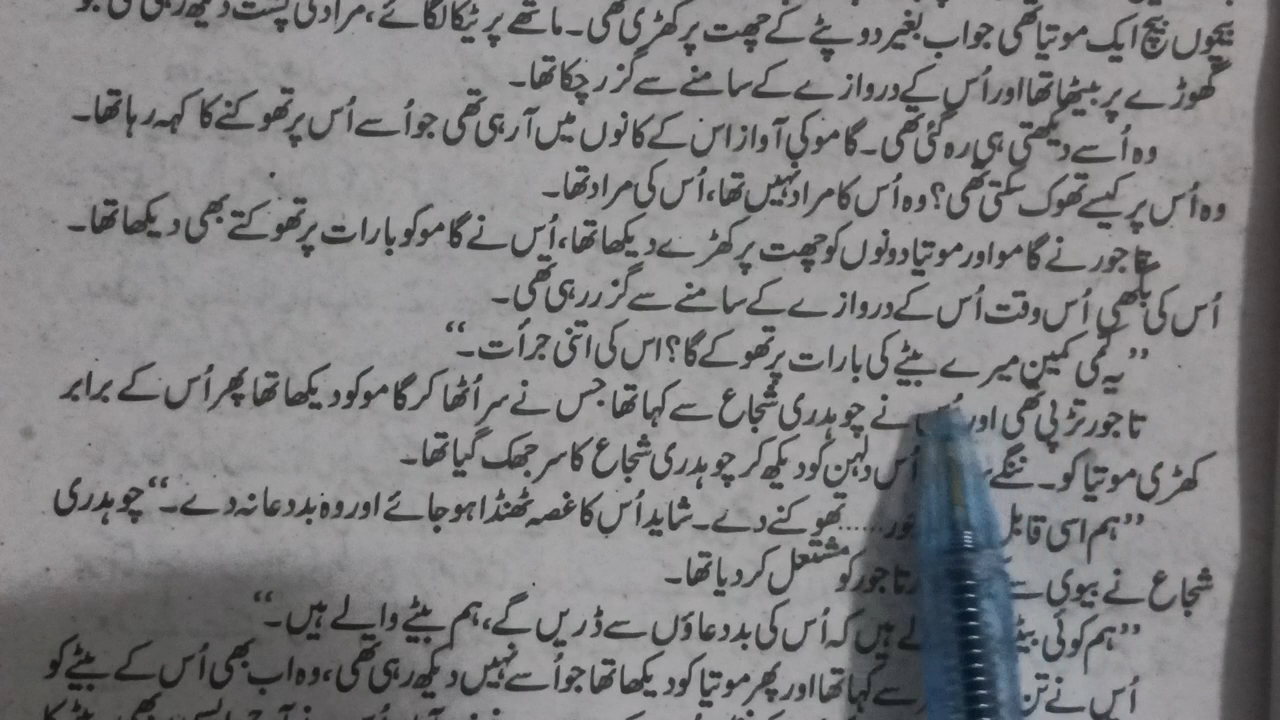 بیچوں بیچ ایک موتیا تھی جو اب بغیر دوپٹے کے چھت پر کھڑی تھی۔ ماتھے پر ٹیکا لگائے، مراد کی پشت دیکھ رہی تھی جو
گھوڑے پر بیٹھا تھا اور اُس کے دروازے کے سامنے سے گزر چکا تھا۔
وہ اُسے دیکھتی ہی رہ گئی تھی۔ گامو کی آواز اس کے کانوں میں آرہی تھی جو اُسے اُس پر تھوکنے کا کہہ رہا تھا۔
وہ اُس پر کیسے تھوک سکتی تھی؟ وہ اُس کا مراد نہیں تھا، اُس کی مراد تھا۔
تاجور نے گامو اور موتیا دونوں کو چھت پر کھڑے دیکھا تھا، اُس نے گامو کو بارات پر تھوکتے بھی دیکھا تھا۔
اُس کی بگھی اُس وقت اُس کے دروازے کے سامنے سے گزر رہی تھی۔
”یہ کمی کمین میرے بیٹے کی بارات پر تھوکے گا؟ اس کی اتنی جرأت۔“
تاجور تڑپی تھی اور نے چوہدری شجاع سے کہا تھا جس نے سر اُٹھا کر گامو کو دیکھا تھا پھر اُس کے برابر
کھڑی موتیا کو۔ ننگے اُس دلہن کو دیکھ کر چوہدری شجاع کا سر جھک گیا تھا۔
”ہم اسی قابل ...... تھوکنے دے۔ شاید اُس کا غصہ ٹھنڈا ہو جائے اور وہ بددعا نہ دے۔“ چوہدری
شجاع نے بیوی تاجور کو مشتعل کر دیا تھا۔
”ہم کوئی ہیں کہ اُس کی بددعاؤں سے ڈریں گے، ہم بیٹے والے ہیں۔“
اُس نے سے کہا تھا اور پھر موتیا کو دیکھا تھا جو اُسے نہیں دیکھ رہی تھی، وہ اب بھی اُس کے بیٹے کو